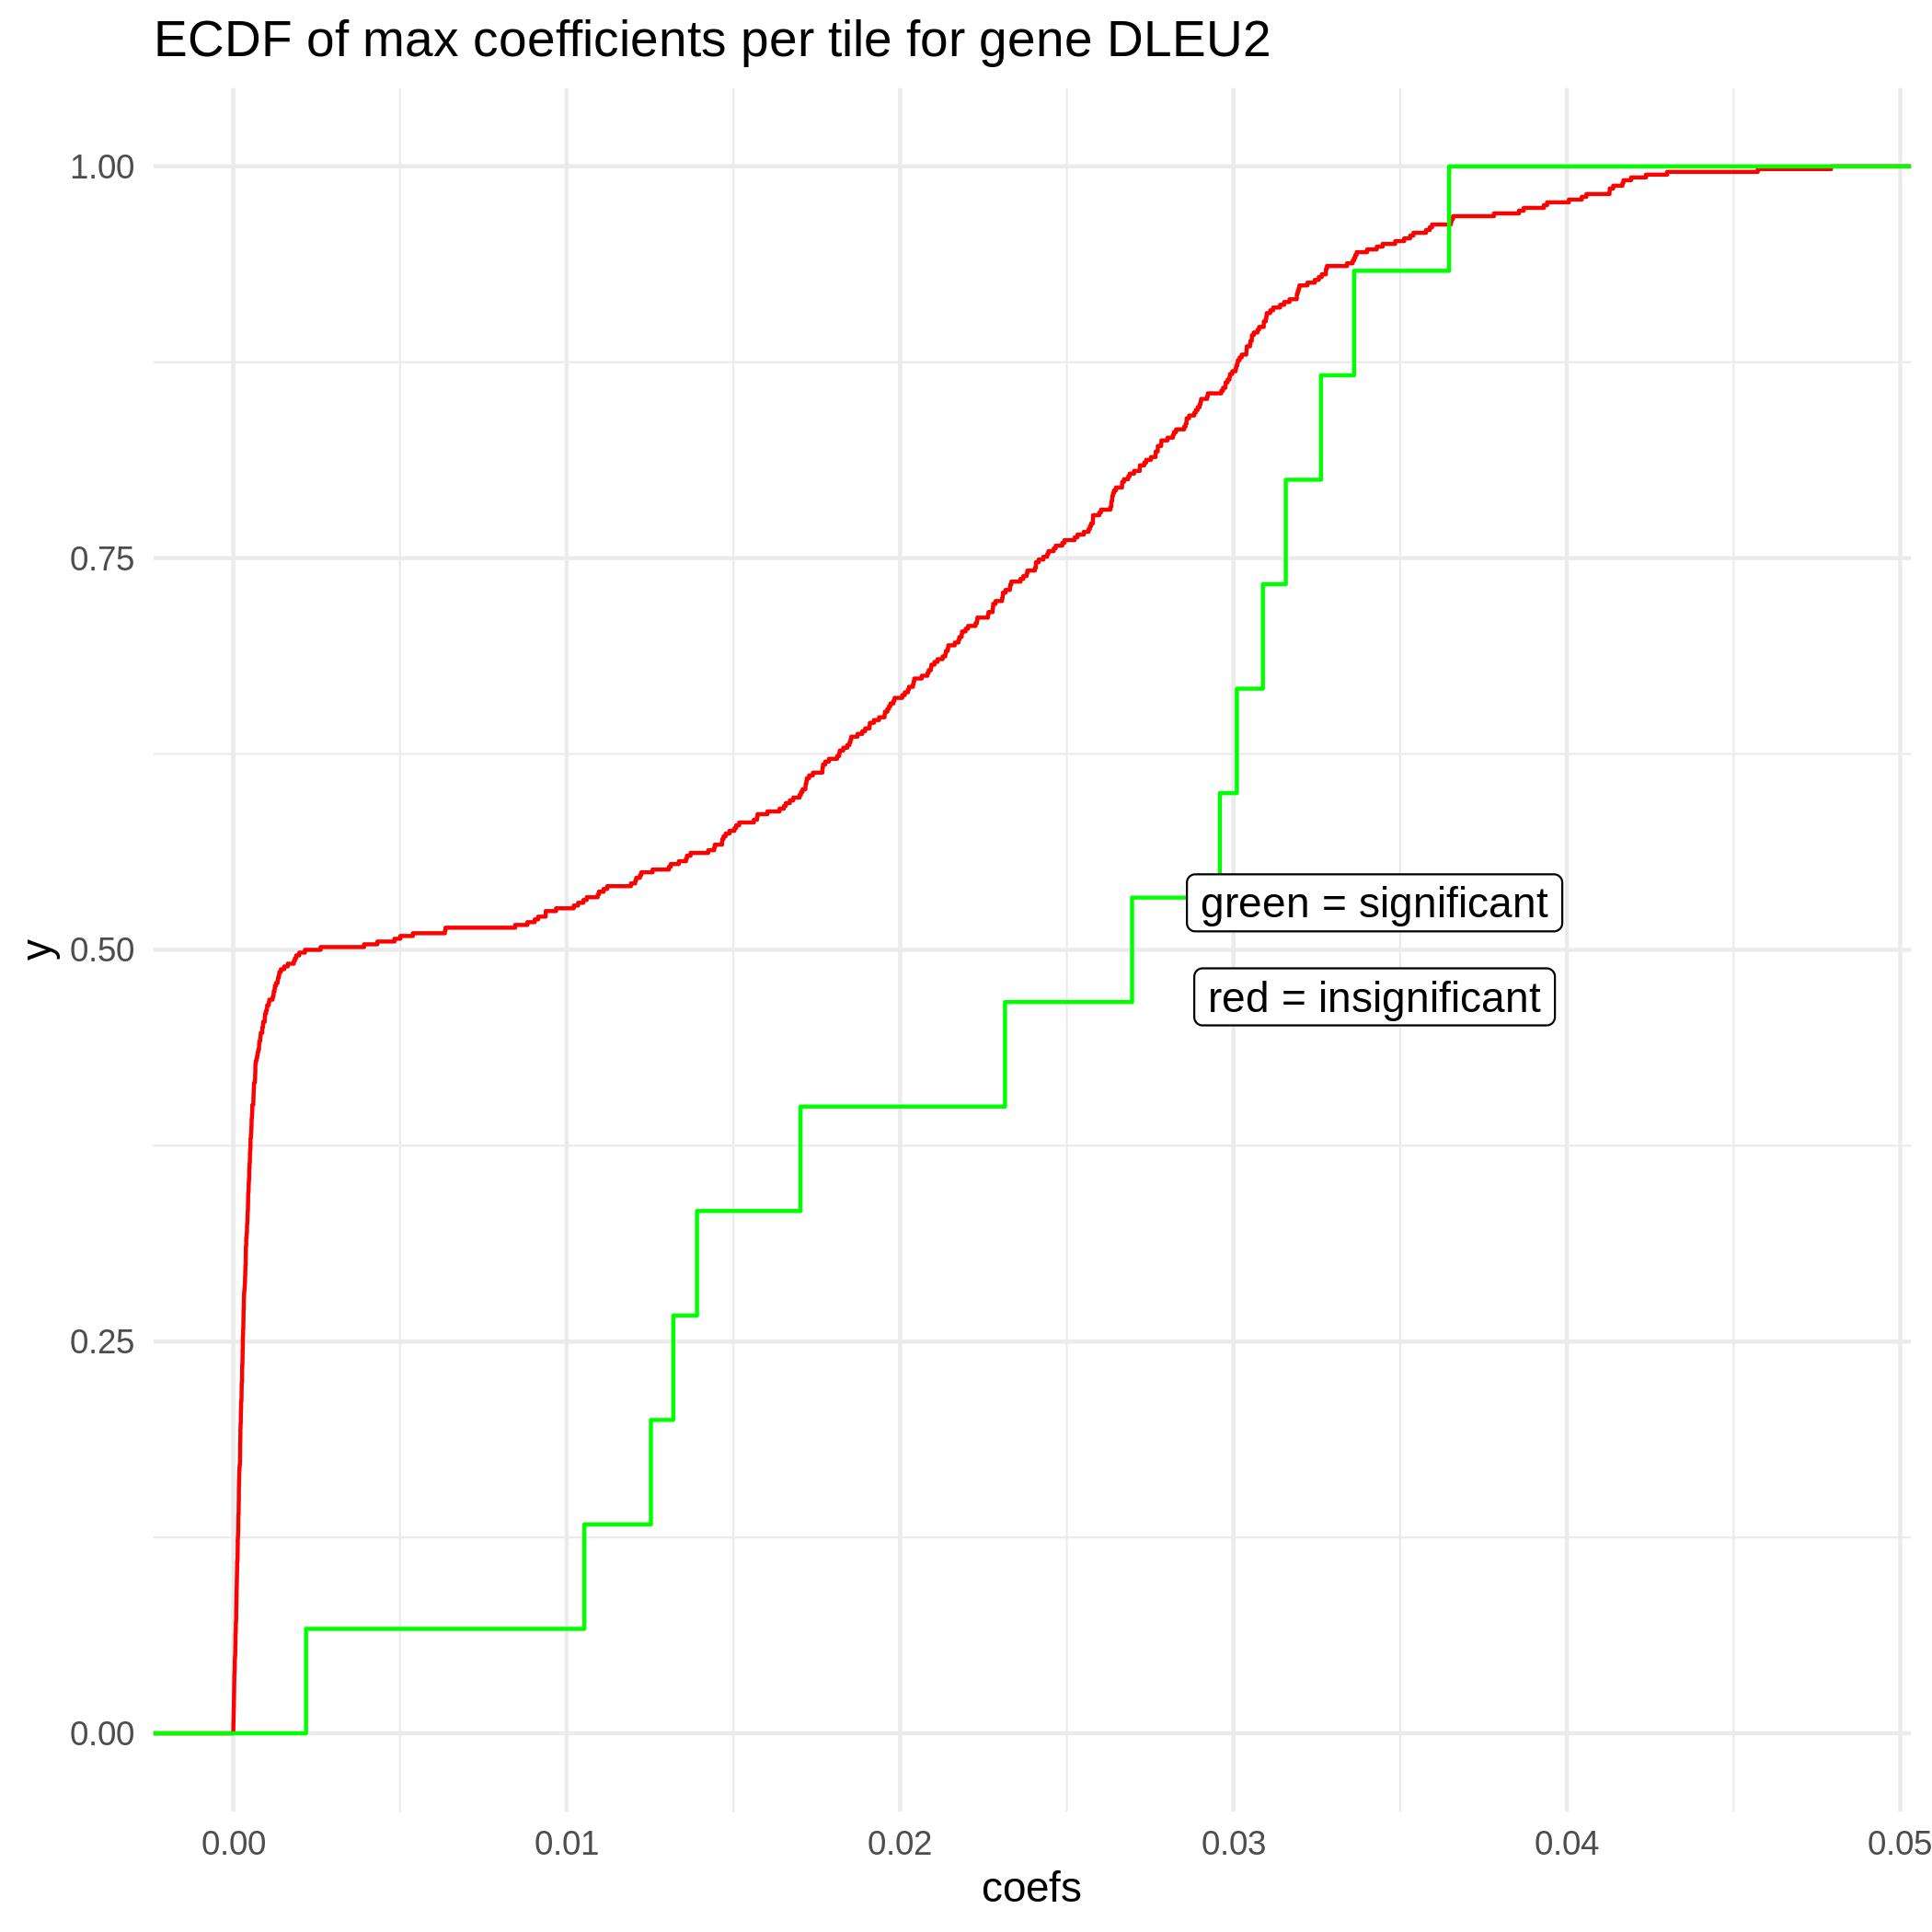 ECDF of max coefficients per tile for gene DLEU2
1.00
0.75
0.50
0.25
0.00
y
green = significant
red = insignificant
0.00 0.01 0.02 0.03 0.04 0.05
coefs